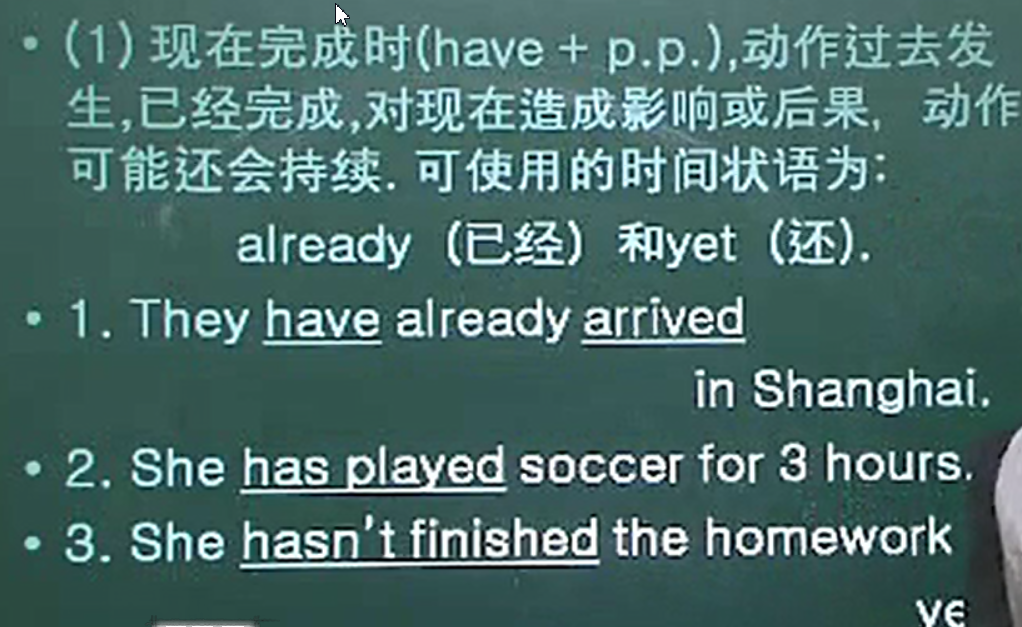 • (1) 现在完成时(have + p.p.),动作过去发
生,已经完成,对现在造成影响或后果, 动作
可能还会持续. 可使用的时间状语为:
already (已经) 和yet (还).
• 1. They have already arrived
in Shanghai.
• 2. She has played soccer for 3 hours.
• 3. She hasn't finished the homework